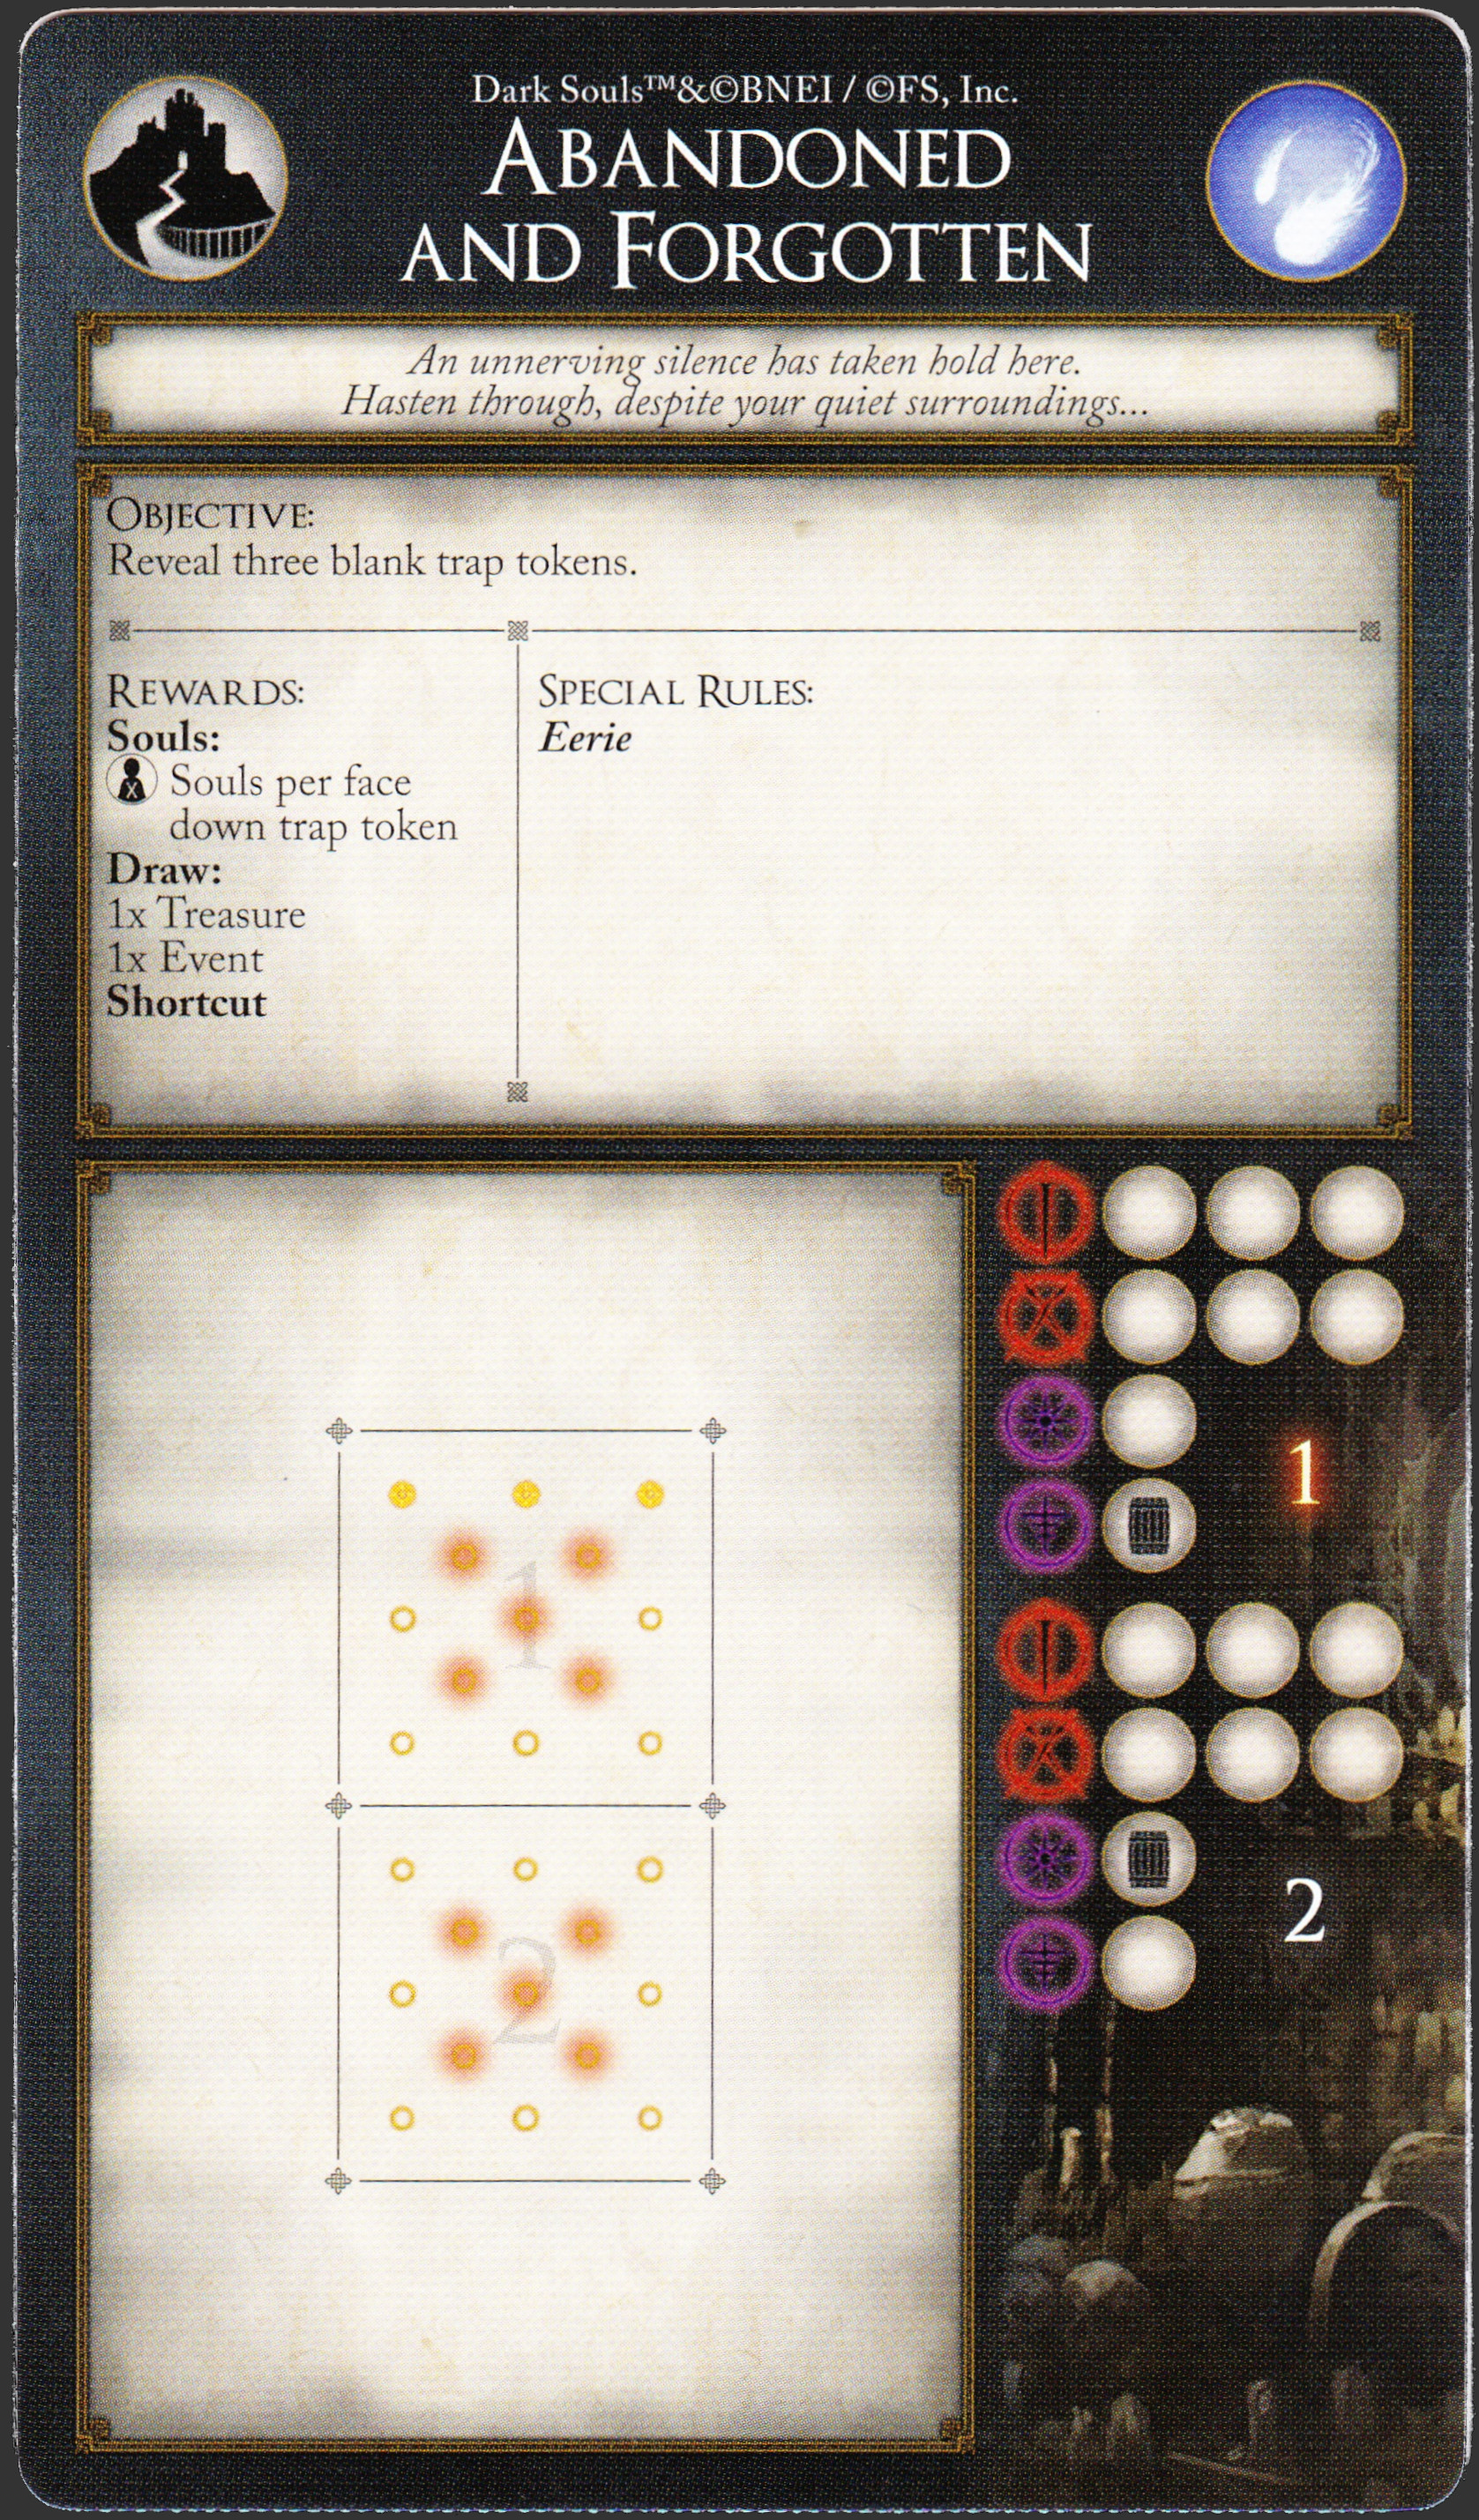 Dark Souls™&©BNEI / ©FS, Inc.
ABANDONED
AND FORGOTTEN
An unnerving silence has taken hold here.
Hasten through, despite your quiet surroundings...
OBJECTIVE:
Reveal three blank trap tokens.
REWARDS:
Souls:
x Souls per face
down trap token
Draw:
1x Treasure
1x Event
Shortcut
SPECIAL RULES:
Eerie
1
2
1
2